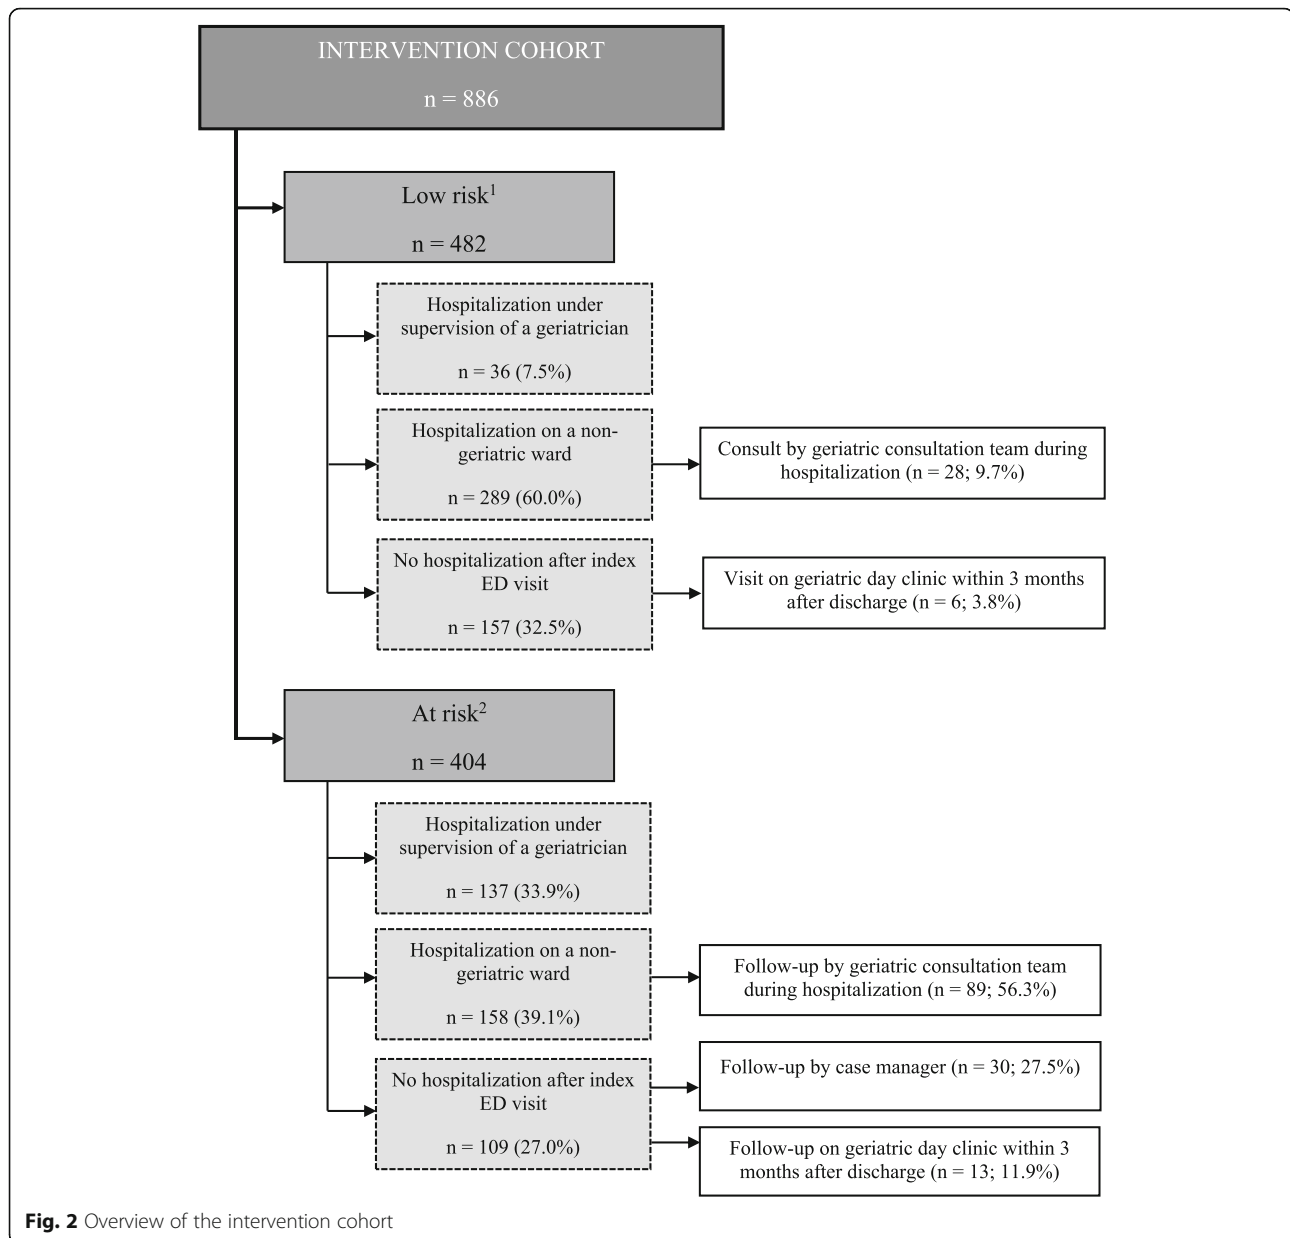 INTERVENTION COHORT
n = 886
Low risk¹
n = 482
Hospitalization under
supervision of a geriatrician
n = 36 (7.5%)
Hospitalization on a non-
geriatric ward
n = 289 (60.0%)
Consult by geriatric consultation team during
hospitalization (n = 28; 9.7%)
No hospitalization after index
ED visit
n = 157 (32.5%)
Visit on geriatric day clinic within 3 months
after discharge (n = 6; 3.8%)
At risk²
n = 404
Hospitalization under
supervision of a geriatrician
n = 137 (33.9%)
Hospitalization on a non-
geriatric ward
n = 158 (39.1%)
Follow-up by geriatric consultation team
during hospitalization (n = 89; 56.3%)
No hospitalization after index
ED visit
n = 109 (27.0%)
Follow-up by case manager (n = 30; 27.5%)
Follow-up on geriatric day clinic within 3
months after discharge (n = 13; 11.9%)
Fig. 2 Overview of the intervention cohort